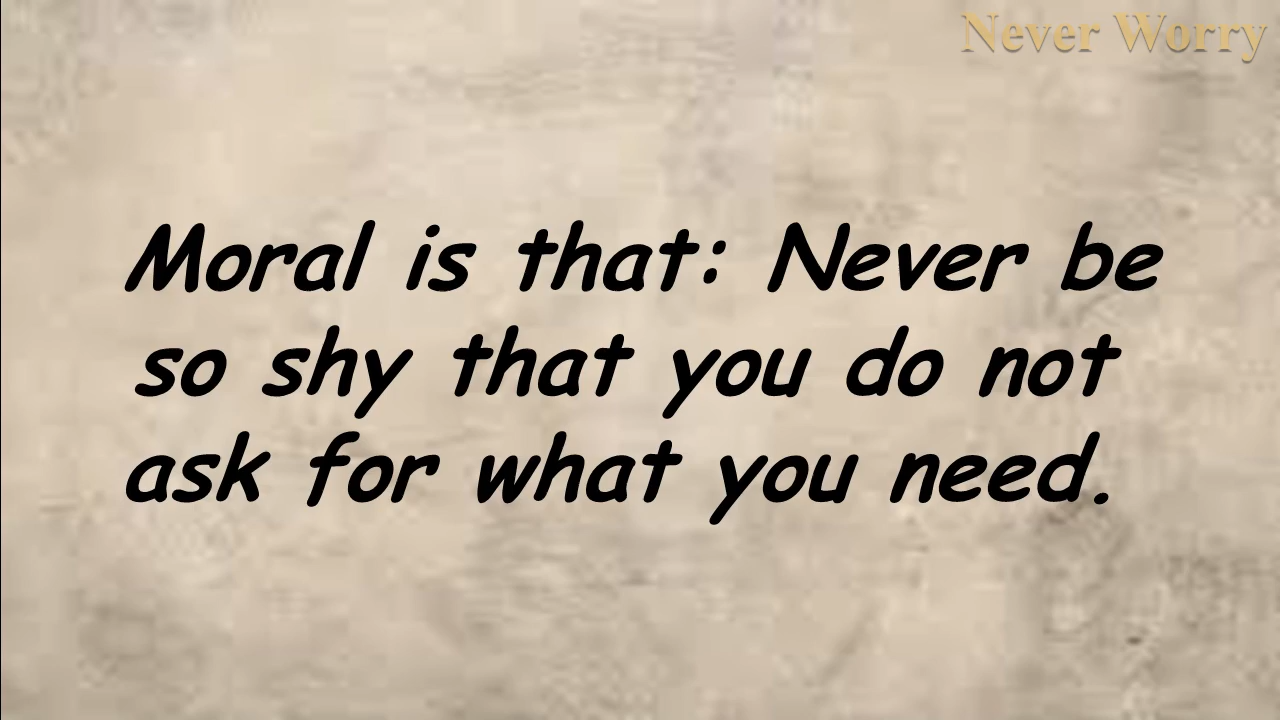 Never Worry
Moral is that: Never be
so shy that you do not
ask for what you need.